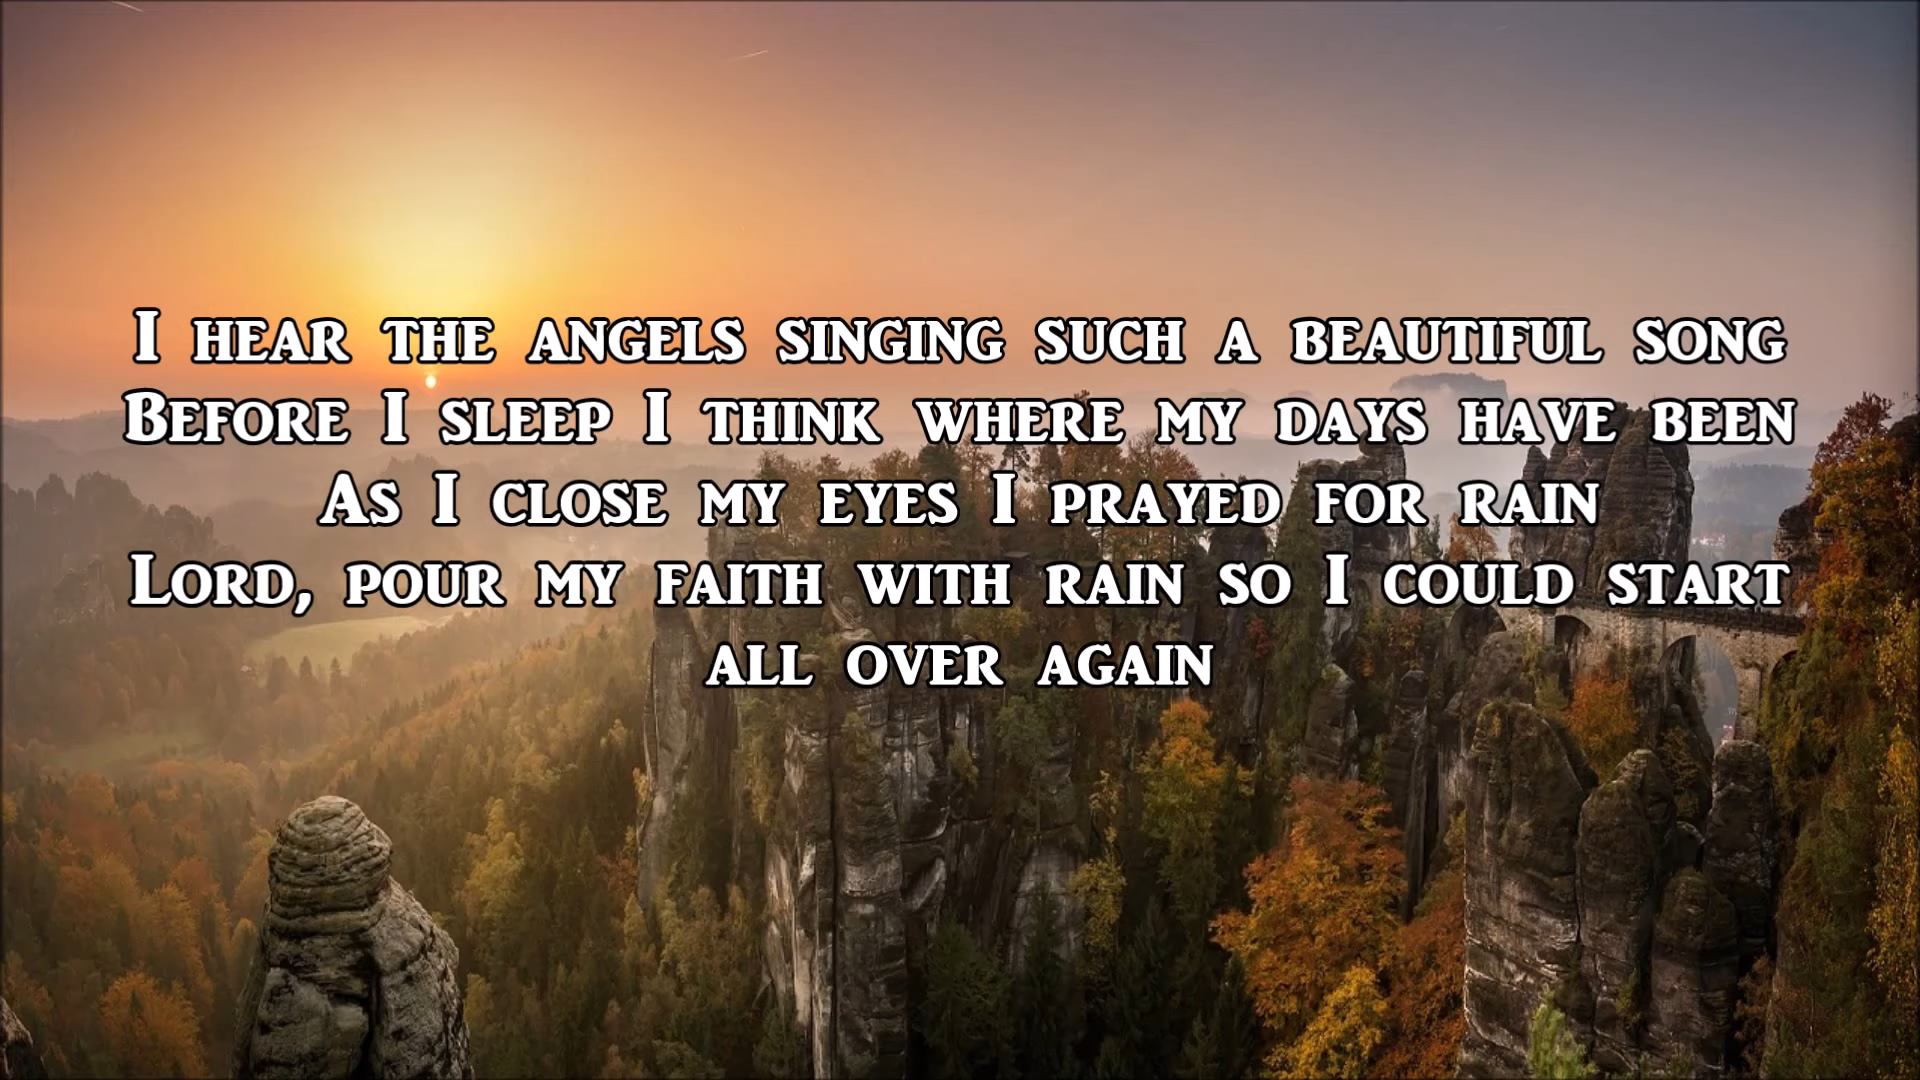 I hear the angels singing such a beautiful song
Before I sleep I think where my days have been
As I close my eyes I prayed for rain
Lord, pour my faith with rain so I could start
all over again